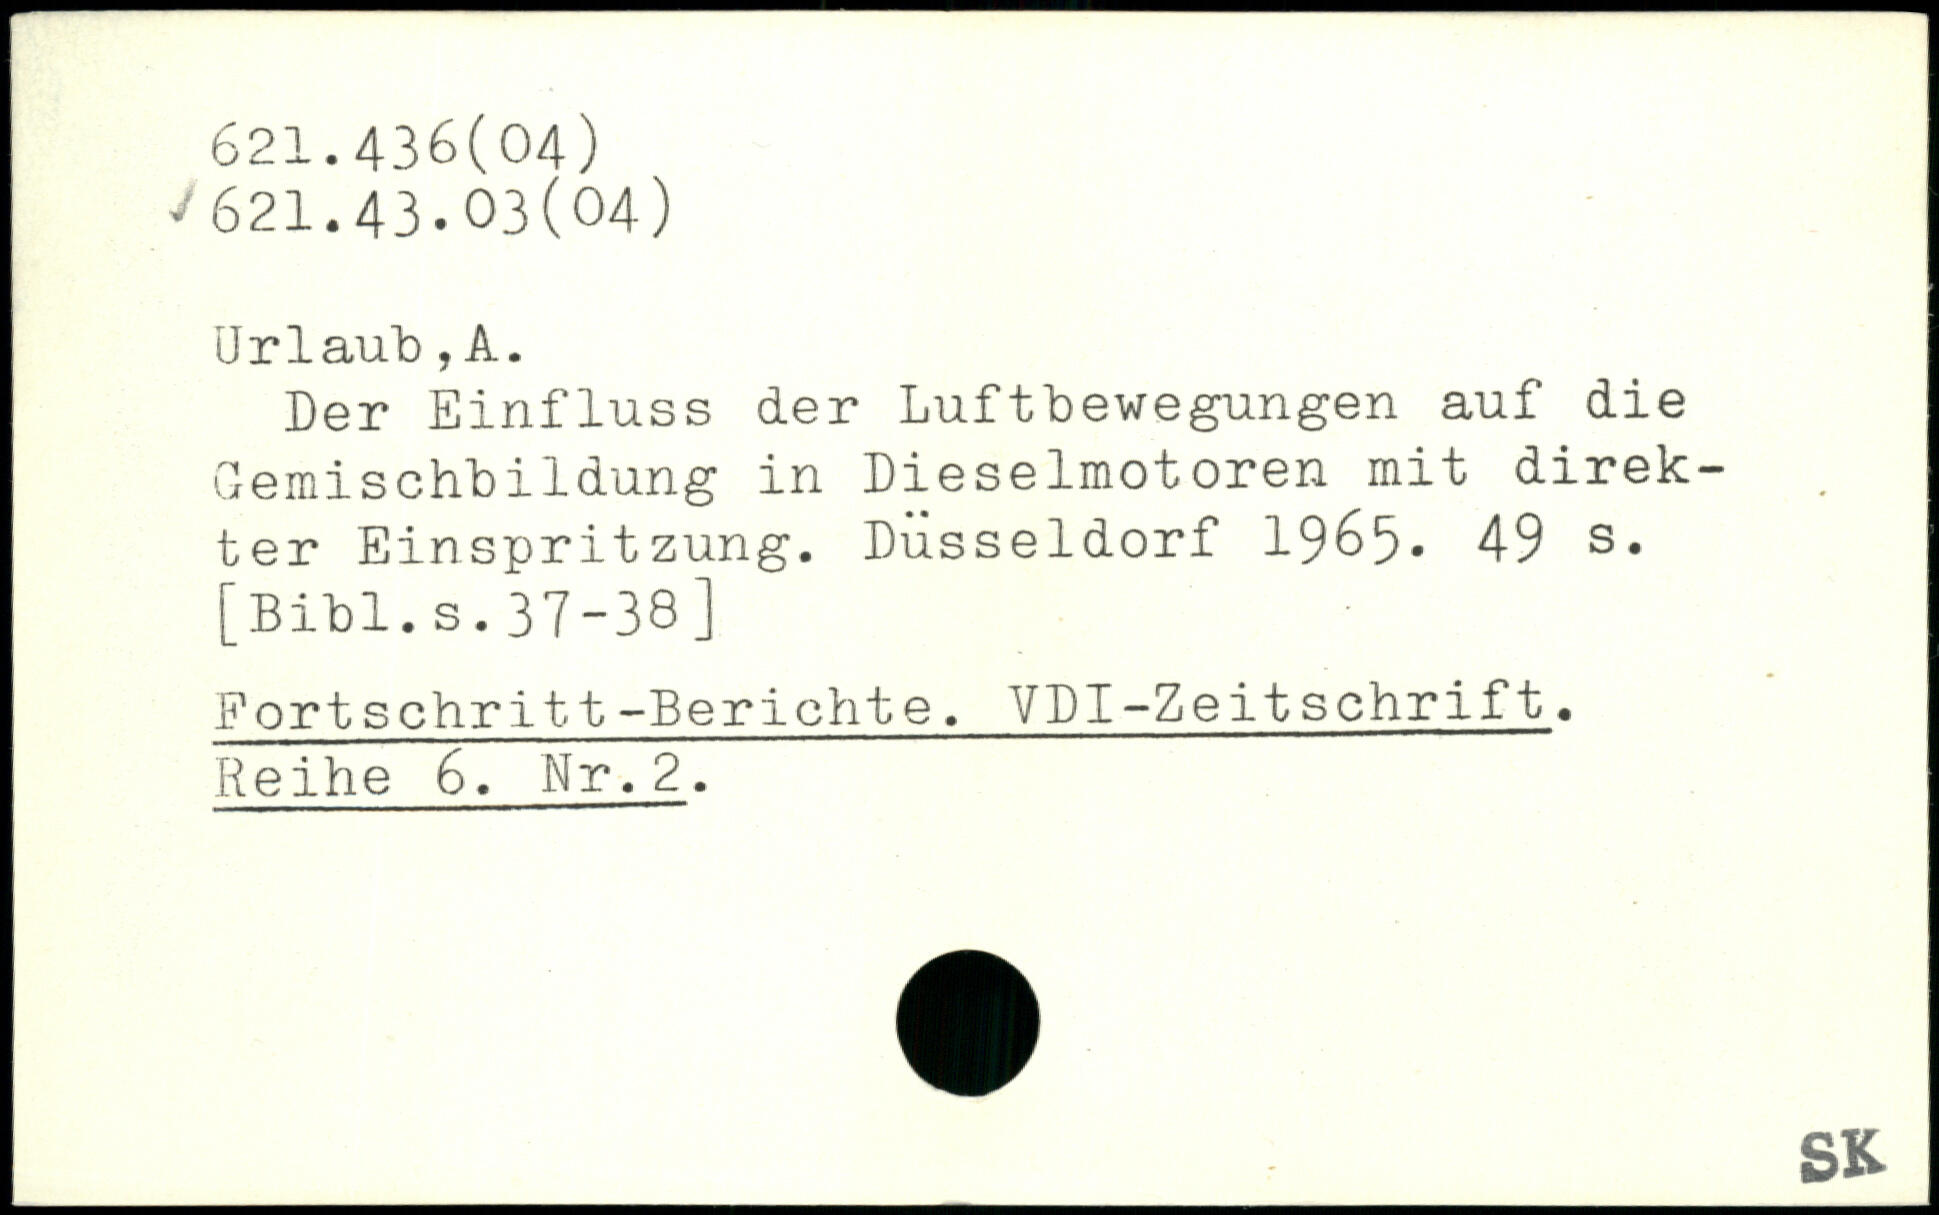 621.436(04)
✓ 621.43.03(04)
Urlaub,A.
Der Einfluss der Luftbewegungen auf die
Gemischbildung in Dieselmotoren mit direk-
ter Einspritzung. Düsseldorf 1965. 49 s.
[Bibl.s.37-38]
Fortschritt-Berichte. VDI-Zeitschrift.
Reihe 6. Nr.2.
SK